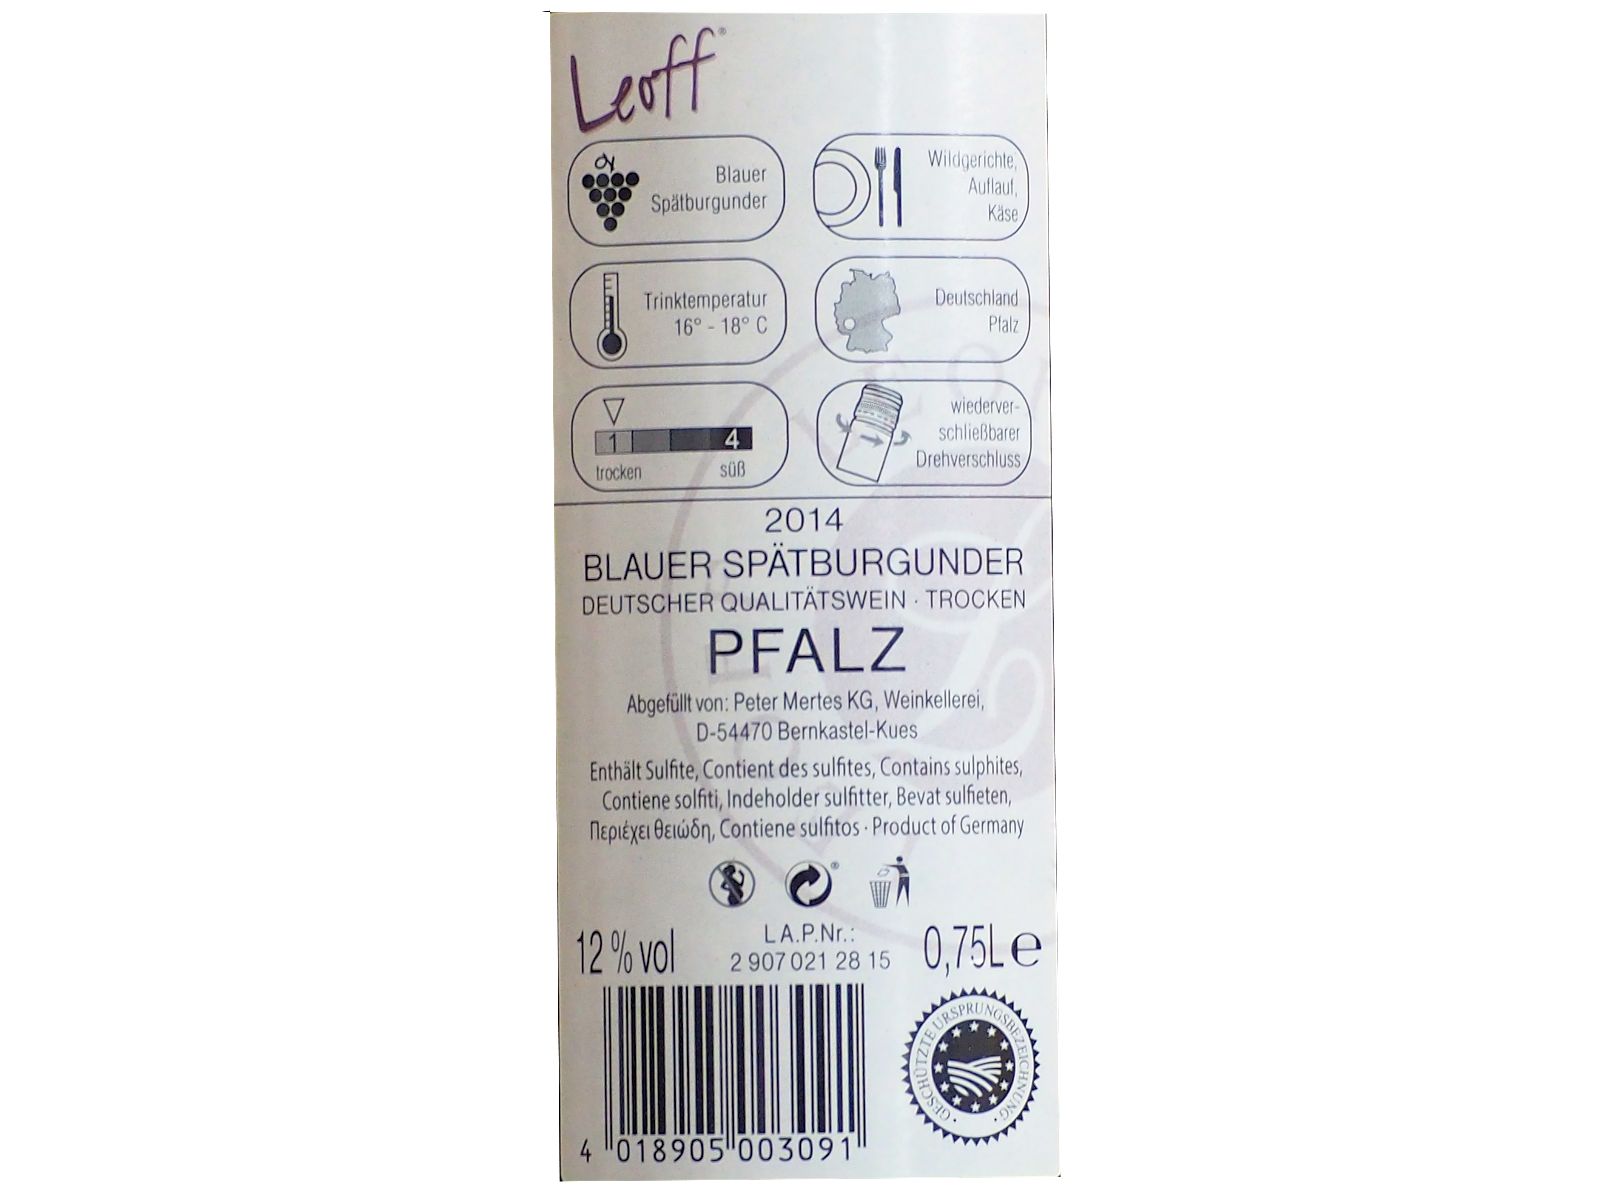 Leoff®
Blauer
Spätburgunder
Wildgerichte,
Auflauf,
Käse
Trinktemperatur
16° - 18° C
Deutschland
Pfalz
1 4
trocken süß
wiederver-
schließbarer
Drehverschluss
2014
BLAUER SPÄTBURGUNDER
DEUTSCHER QUALITÄTSWEIN · TROCKEN
PFALZ
Abgefüllt von: Peter Mertes KG, Weinkellerei,
D-54470 Bernkastel-Kues
Enthält Sulfite, Contient des sulfites, Contains sulphites,
Contiene solfiti, Indeholder sulfitter, Bevat sulfieten,
Περιέχει θειώδη, Contiene sulfitos · Product of Germany
12 % vol
L A.P.Nr.:
2 907 021 28 15
0,75L e
GESCHÜTZTE URSPRUNGSBEZEICHNUNG
4 018905 003091